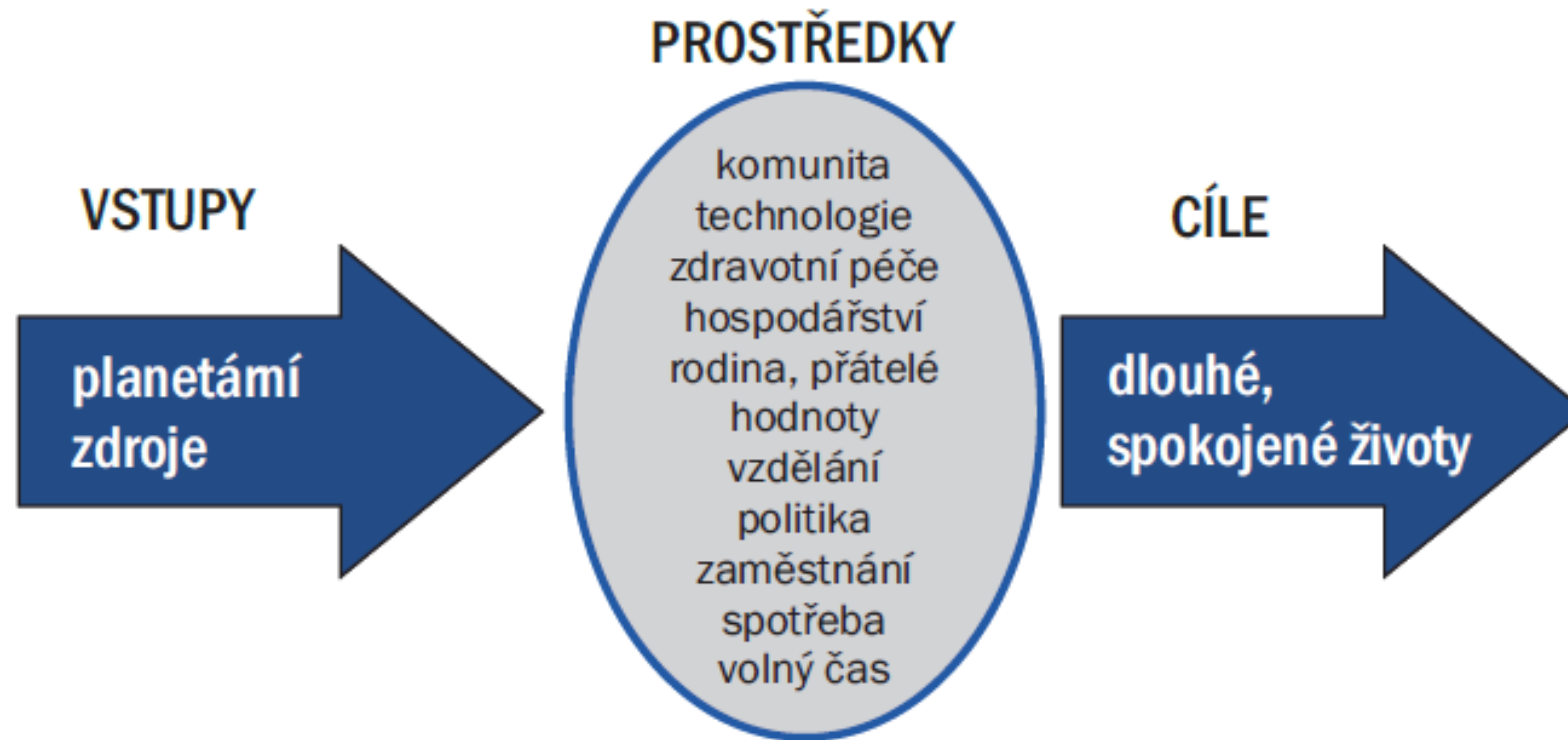 PROSTŘEDKY
VSTUPY
planetární
zdroje
komunita
technologie
zdravotní péče
hospodářství
rodina, přátelé
hodnoty
vzdělání
politika
zaměstnání
spotřeba
volný čas
CÍLE
dlouhé,
spokojené životy